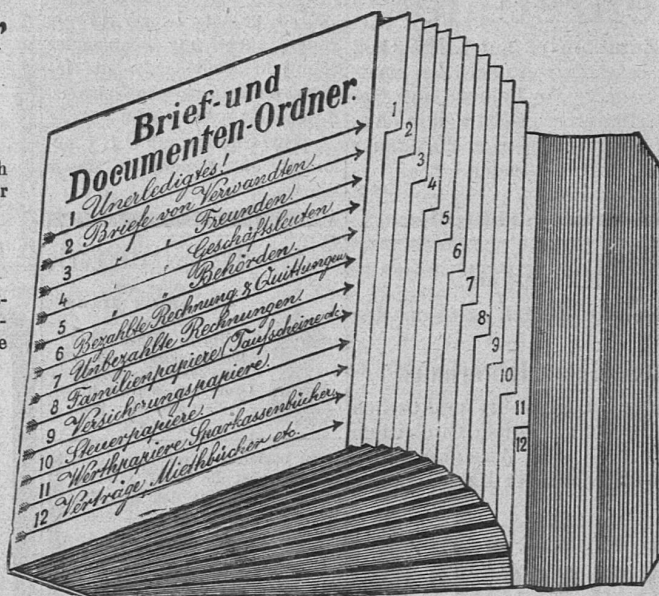 Brief- und
Documenten-Ordner.
1 Unerledigtes!
2 Briefe von Verwandten.
3 " " Freunden.
4 " " Geschäftsleuten
5 " " Behörden.
6 Bezahlte Rechnung & Quittungen
7 Unbezahlte Rechnungen.
8 Familienpapiere (Taufscheine etc.
9 Versicherungspapiere.
10 Steuerpapiere.
11 Werthpapiere, Sparkassenbücher,
12 Verträge, Miethbücher etc.
1
2
3
4
5
6
7
8
9
10
11
12